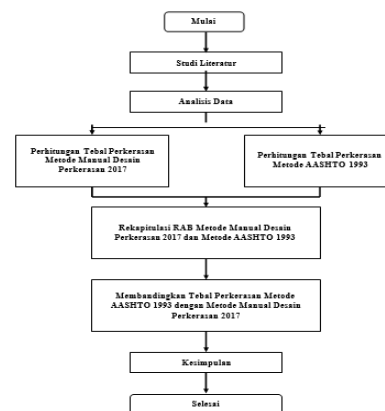 Mulai
Studi Literatur
Analisis Data
Perhitungan Tebal Perkerasan
Metode Manual Desain
Perkerasan 2017
Perhitungan Tebal Perkerasan
Metode AASHTO 1993
Rekapitulasi RAB Metode Manual Desain
Perkerasan 2017 dan Metode AASHTO 1993
Membandingkan Tebal Perkerasan Metode
AASHTO 1993 dengan Metode Manual Desain
Perkerasan 2017
Kesimpulan
Selesai